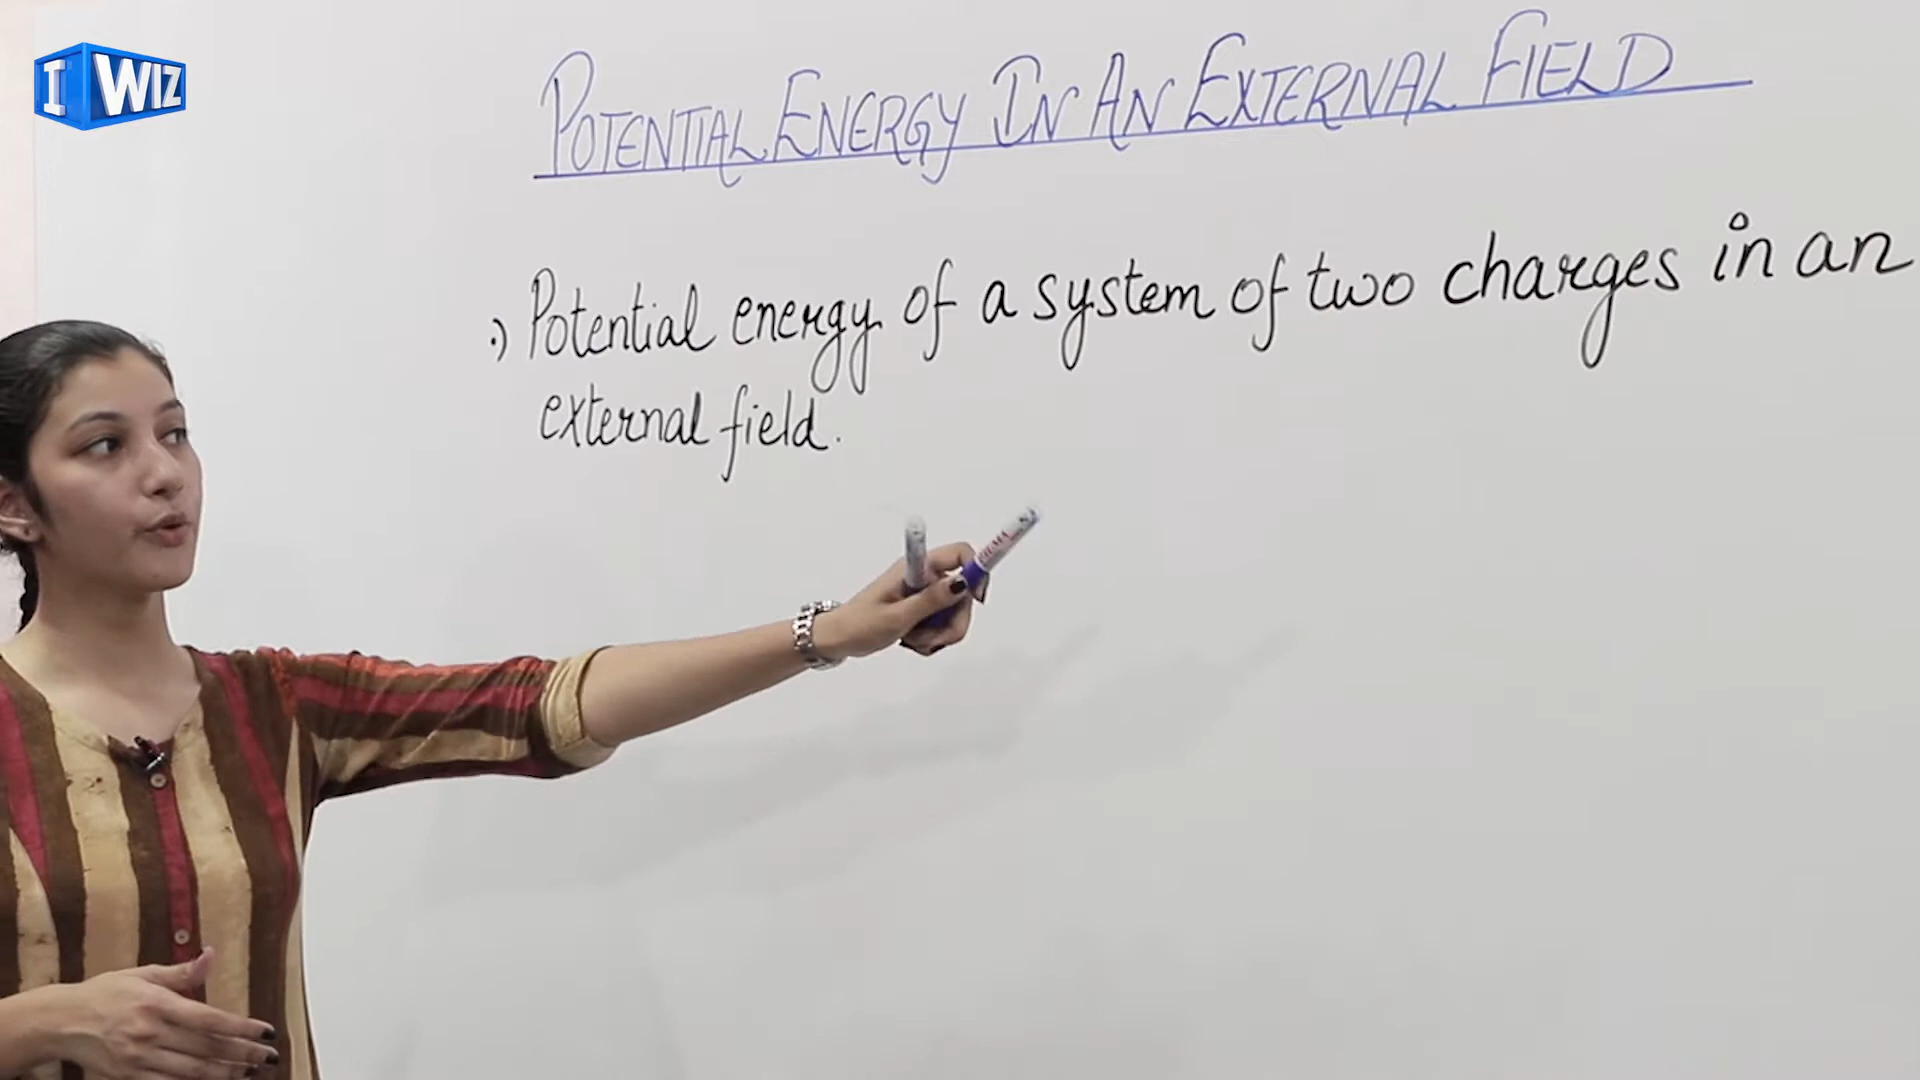 I WIZ
POTENTIAL ENERGY IN AN EXTERNAL FIELD
•) Potential energy of a system of two charges in an
external field.